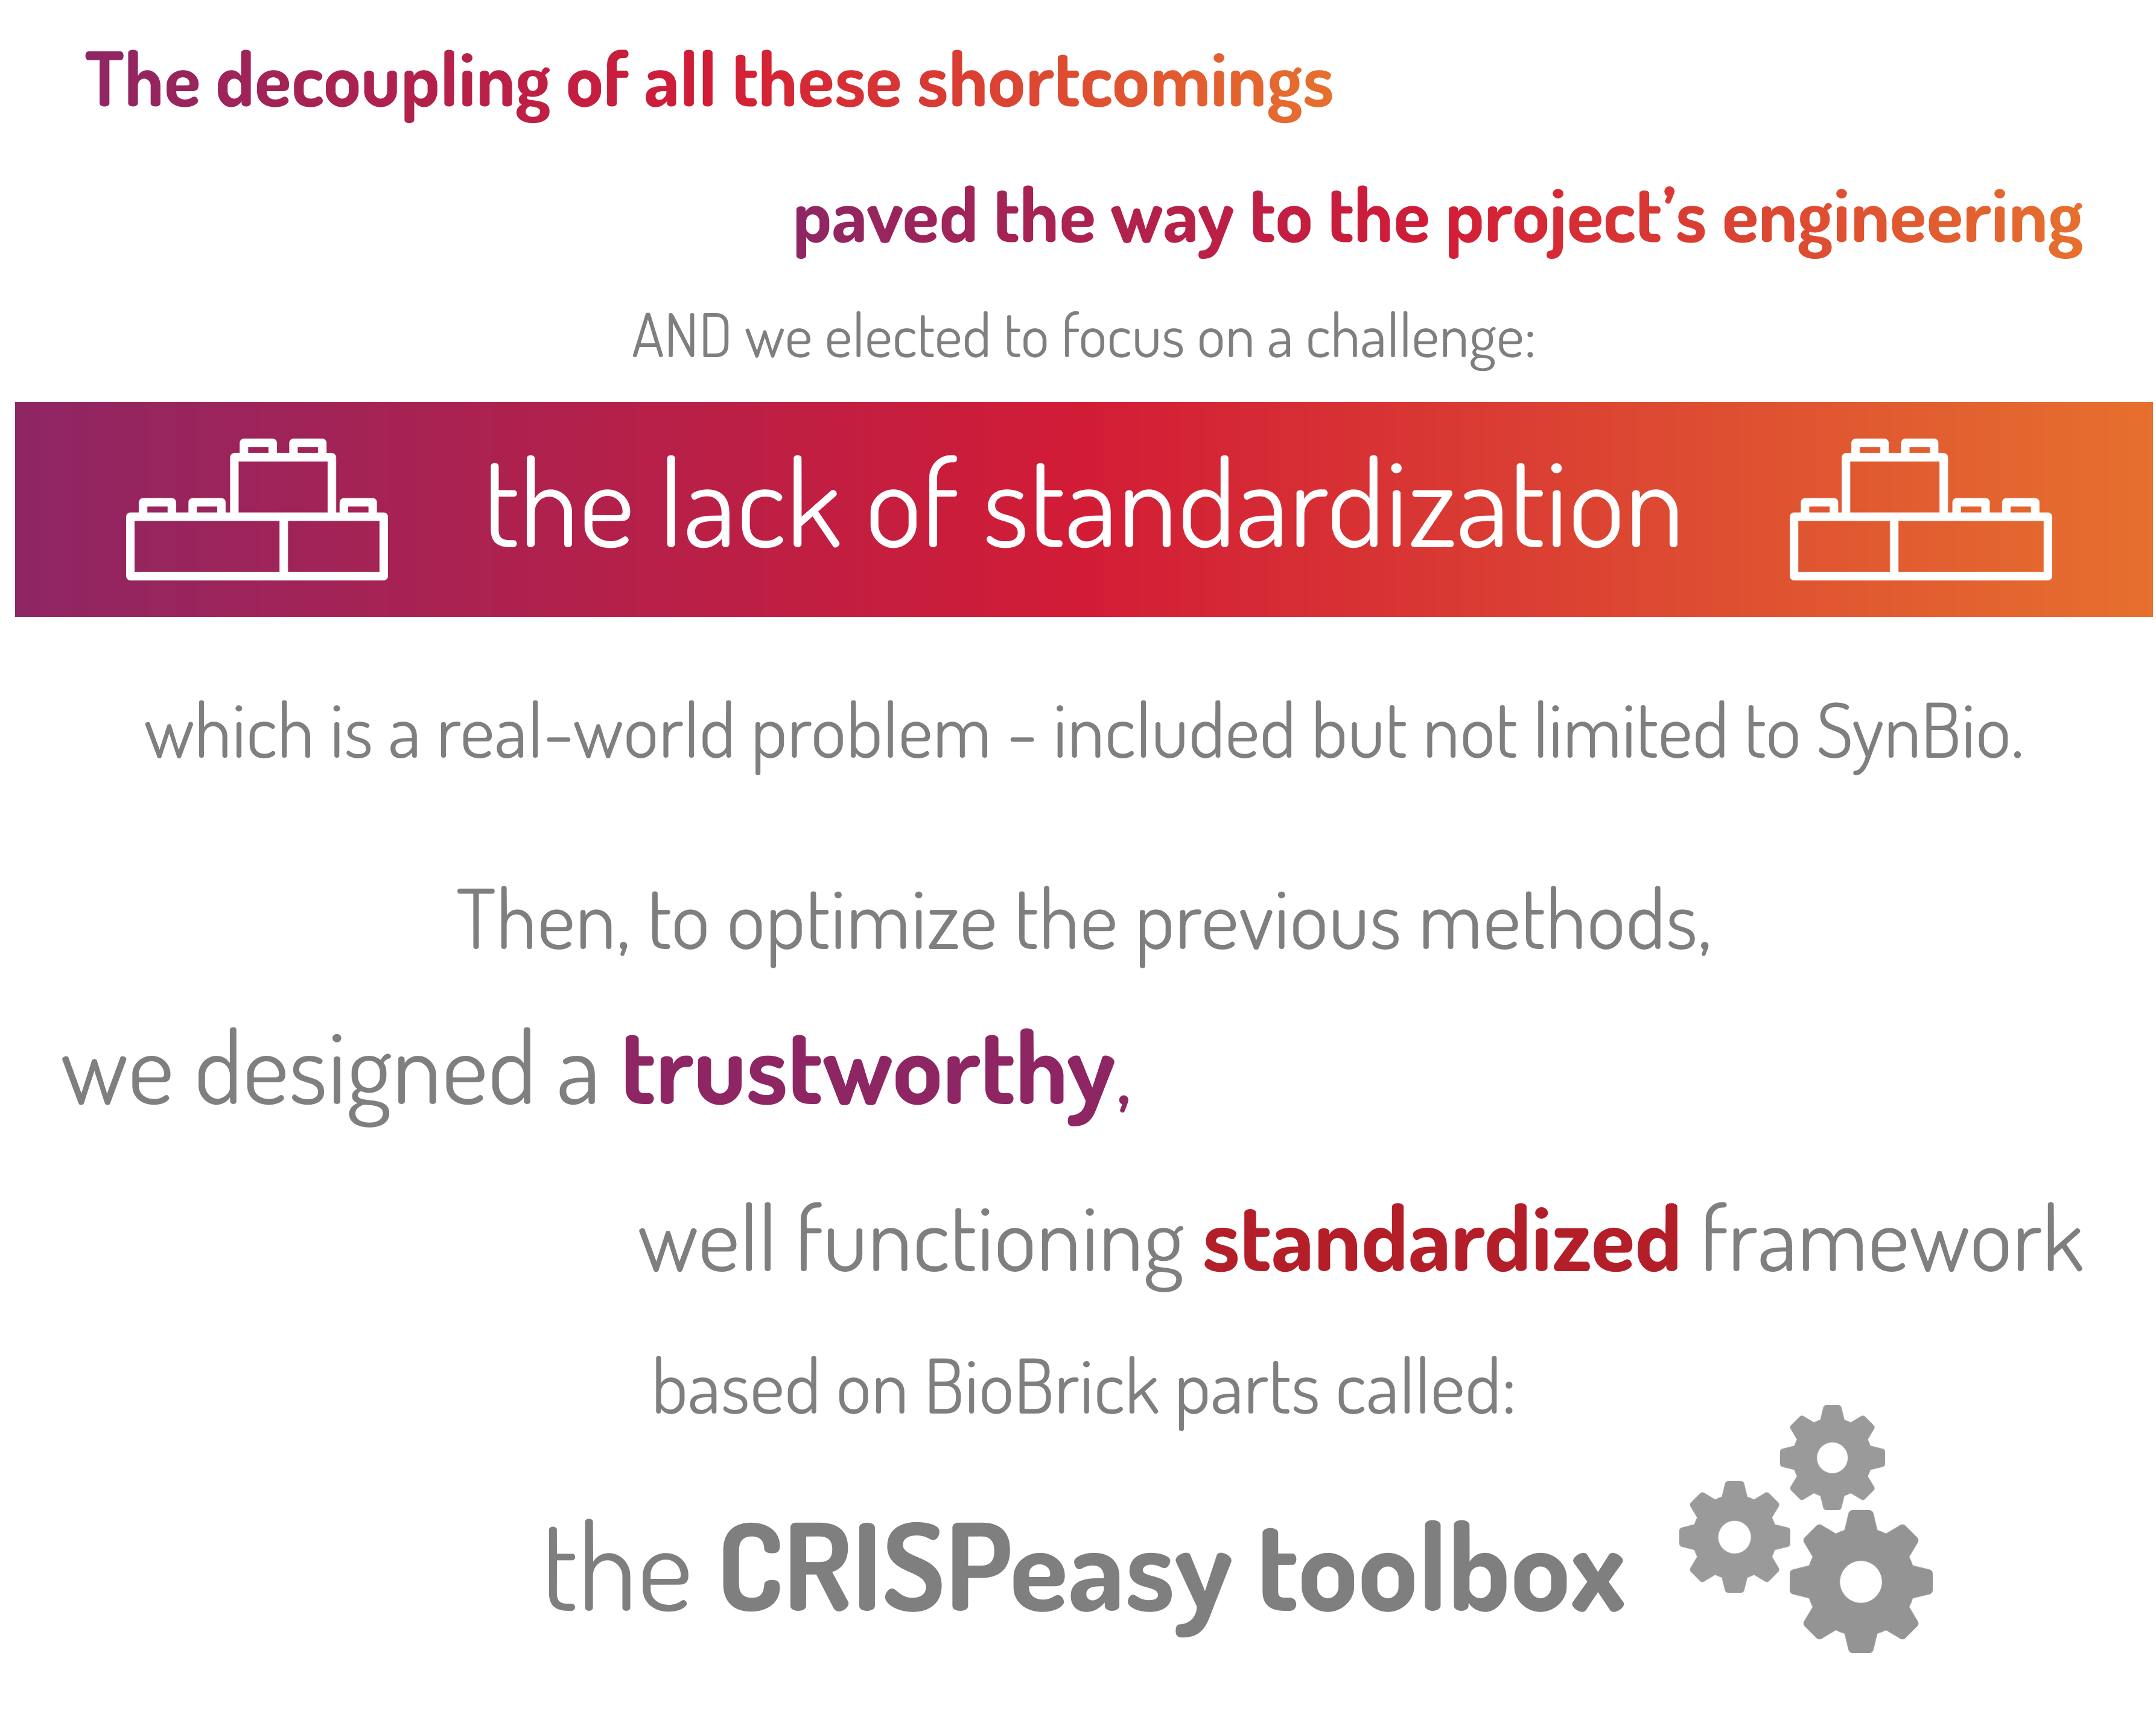 The decoupling of all these shortcomings
paved the way to the project’s engineering
AND we elected to focus on a challenge:
the lack of standardization
which is a real-world problem - included but not limited to SynBio.
Then, to optimize the previous methods,
we designed a trustworthy,
well functioning standardized framework
based on BioBrick parts called:
the CRISPeasy toolbox